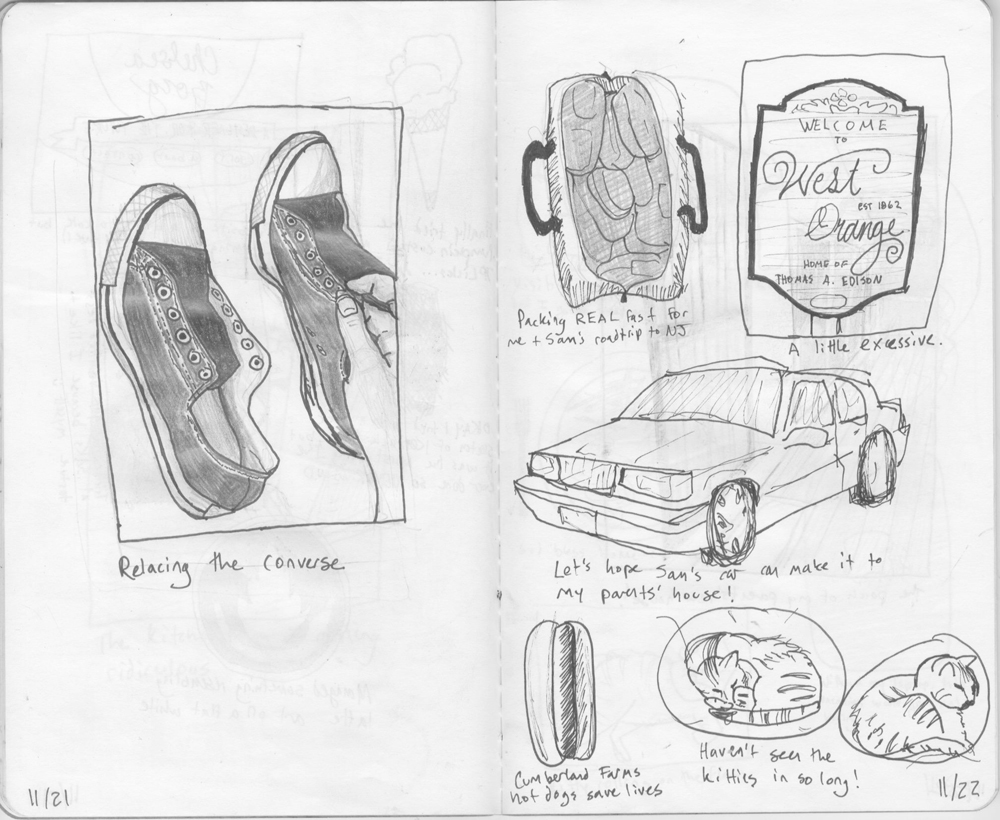 Relacing the Converse
11/21
Packing REAL fast for
me + Sam's roadtrip to NJ
WELCOME
TO
West
EST 1862
Orange
HOME OF
THOMAS A. EDISON
A little excessive.
Let's hope Sam's car can make it to
my parents' house!
Cumberland Farms
hot dogs save lives
Haven't seen the
kitties in so long!
11/22